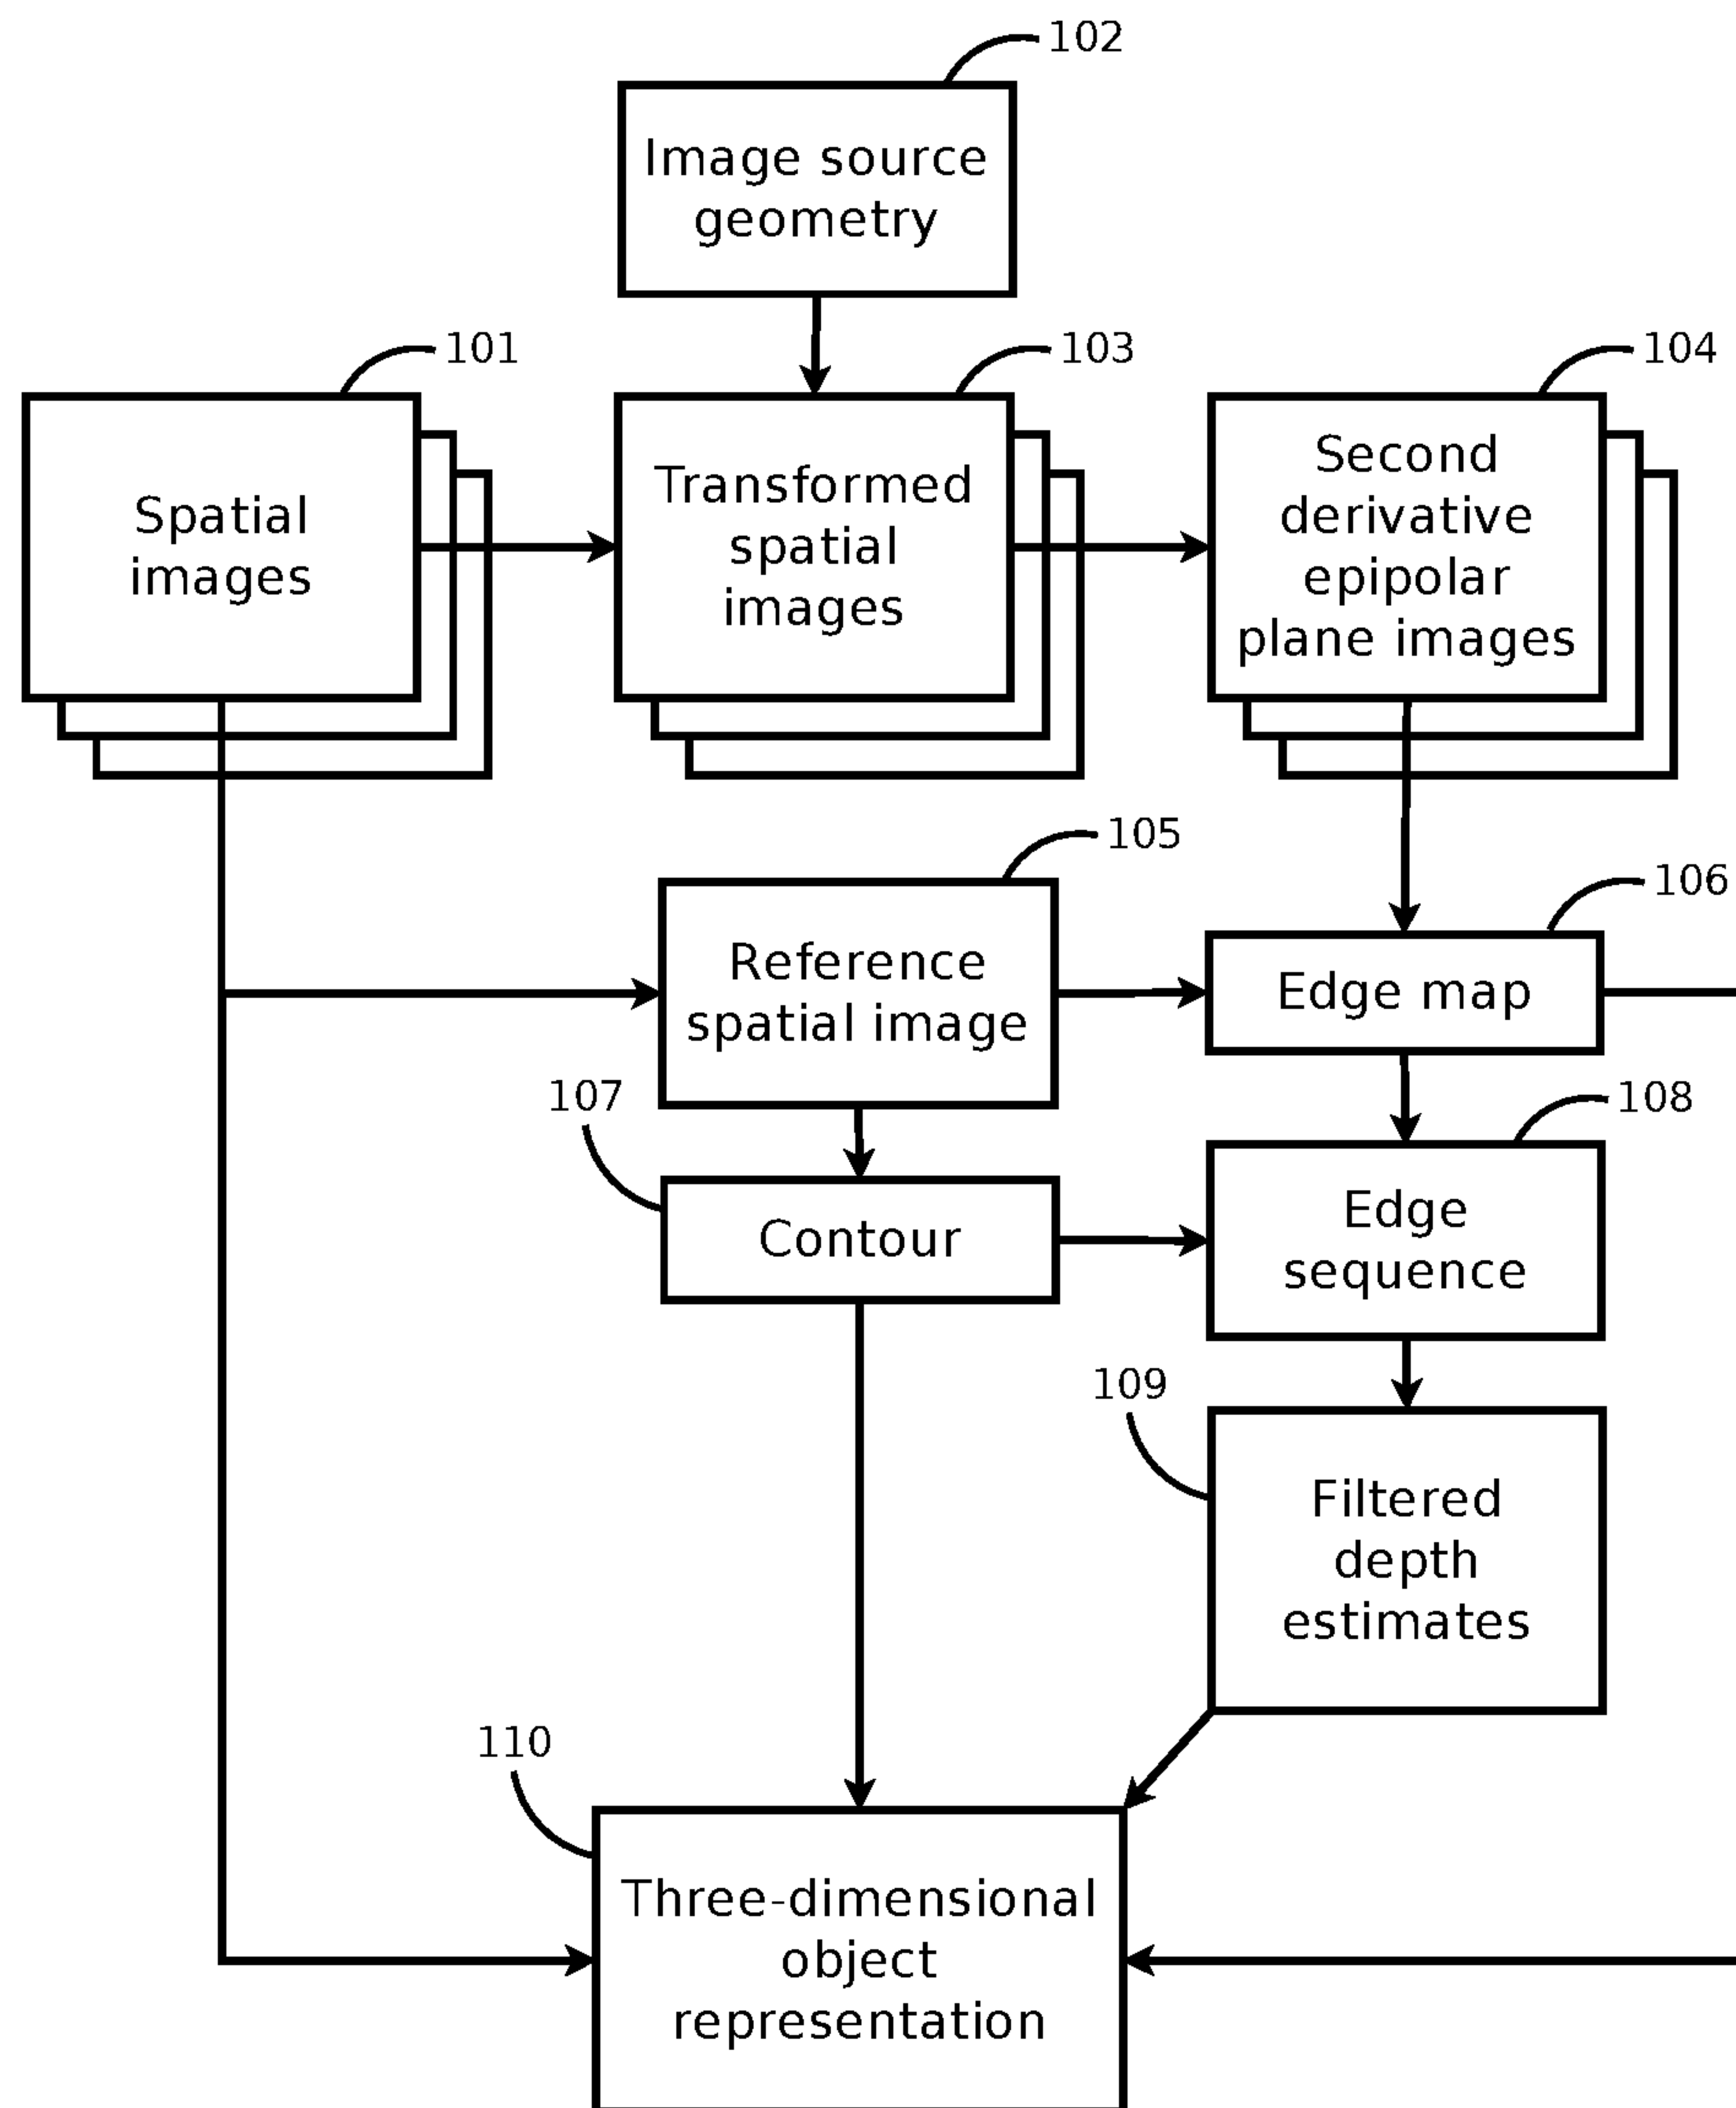 102
Image source
geometry
101
103
104
Spatial
images
Transformed
spatial
images
Second
derivative
epipolar
plane images
105
106
Reference
spatial image
Edge map
107
108
Contour
Edge
sequence
109
Filtered
depth
estimates
110
Three-dimensional
object
representation